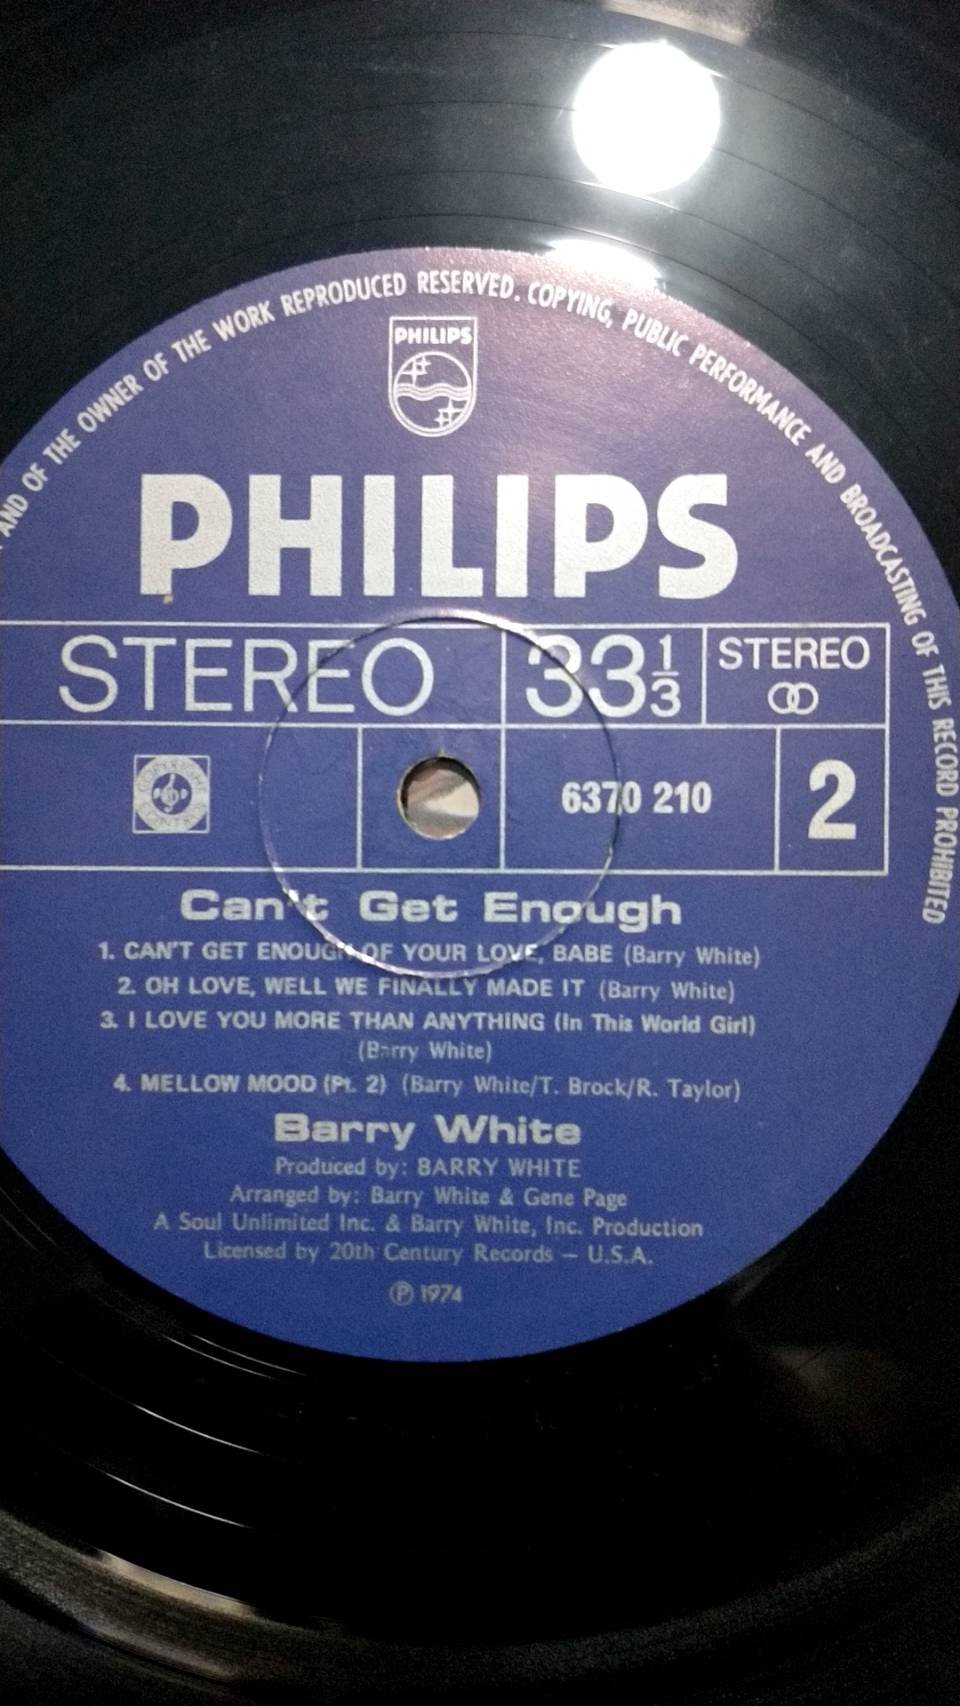 AND OF THE OWNER OF THE WORK REPRODUCED RESERVED. COPYING, PUBLIC PERFORMANCE AND BROADCASTING OF THIS RECORD PROHIBITED
PHILIPS
PHILIPS
STEREO 33 1/3 STEREO
6370 210 2
Can't Get Enough
1. CAN'T GET ENOUGH OF YOUR LOVE, BABE (Barry White)
2. OH LOVE, WELL WE FINALLY MADE IT (Barry White)
3. I LOVE YOU MORE THAN ANYTHING (In This World Girl)
(Barry White)
4. MELLOW MOOD (Pt. 2) (Barry White/T. Brock/R. Taylor)
Barry White
Produced by: BARRY WHITE
Arranged by: Barry White & Gene Page
A Soul Unlimited Inc. & Barry White, Inc. Production
Licensed by 20th Century Records – U.S.A.
Ⓟ 1974